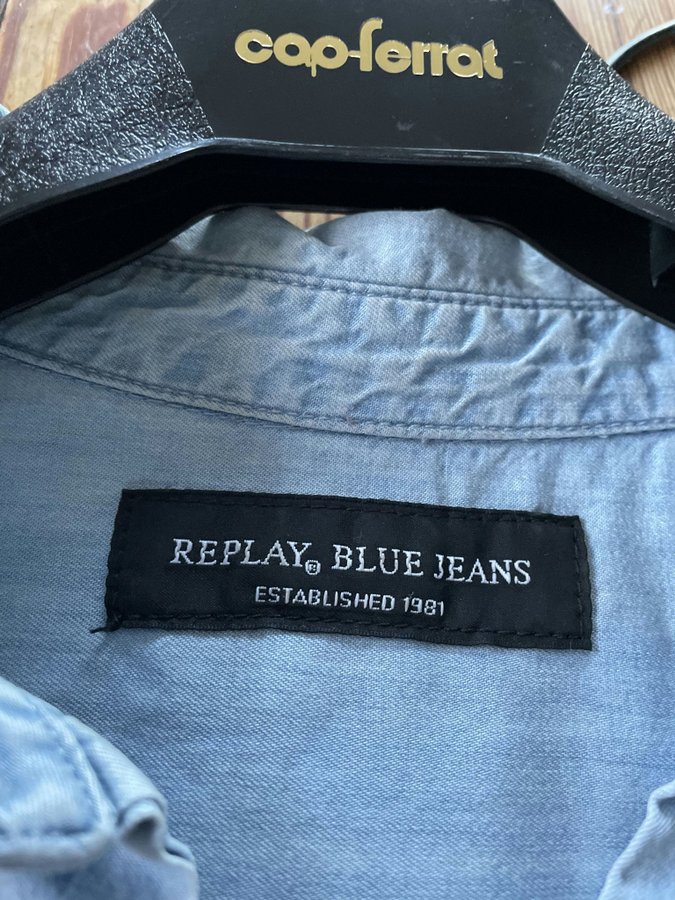 cap-ferrat
REPLAY® BLUE JEANS
ESTABLISHED 1981